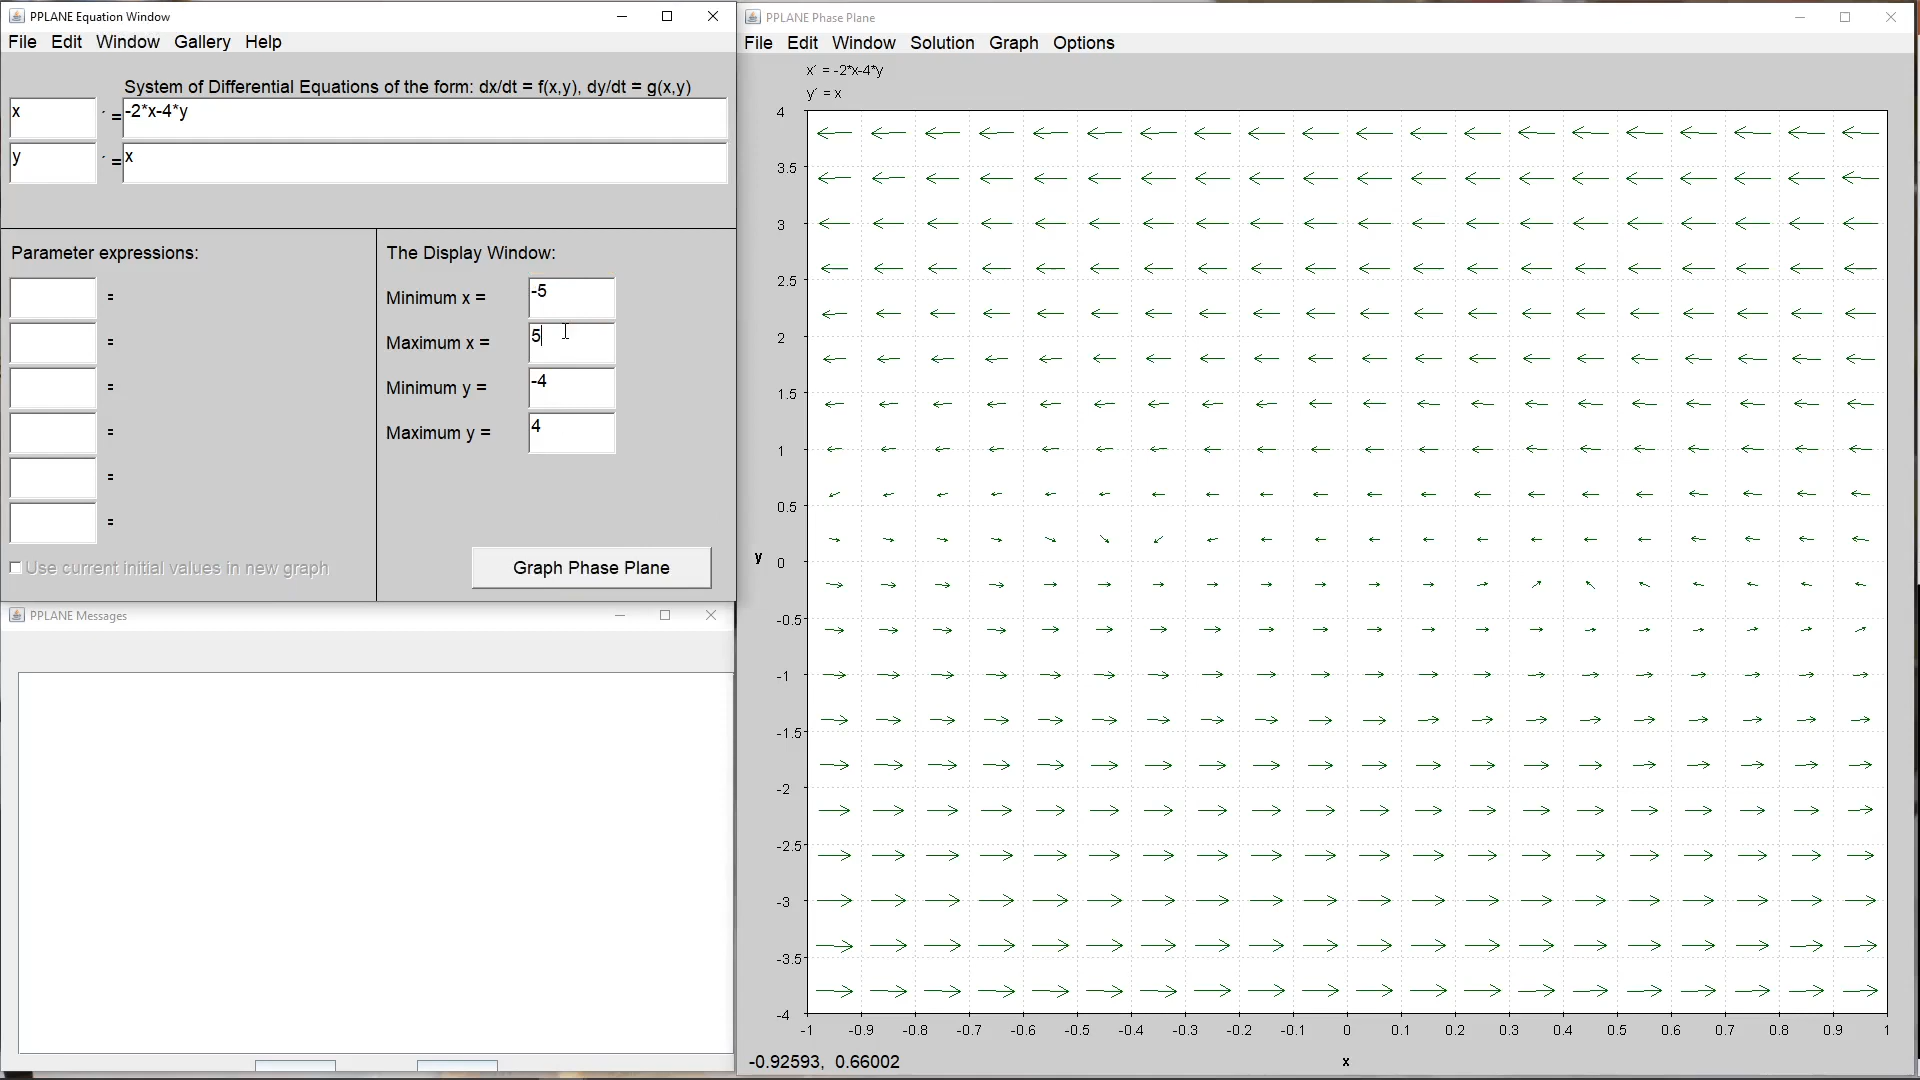 PPLANE Equation Window
File Edit Window Gallery Help
System of Differential Equations of the form: dx/dt = f(x,y), dy/dt = g(x,y)
x ´ = -2*x-4*y
y ´ = x
Parameter expressions:
=
=
=
=
=
=
Use current initial values in new graph
The Display Window:
Minimum x = -5
Maximum x = 5
Minimum y = -4
Maximum y = 4
Graph Phase Plane
PPLANE Messages
PPLANE Phase Plane
File Edit Window Solution Graph Options
x´ = -2*x-4*y
y´ = x
4
3.5
3
2.5
2
1.5
1
0.5
y
0
-0.5
-1
-1.5
-2
-2.5
-3
-3.5
-4
-1 -0.9 -0.8 -0.7 -0.6 -0.5 -0.4 -0.3 -0.2 -0.1 0 0.1 0.2 0.3 0.4 0.5 0.6 0.7 0.8 0.9 1
x
-0.92593, 0.66002